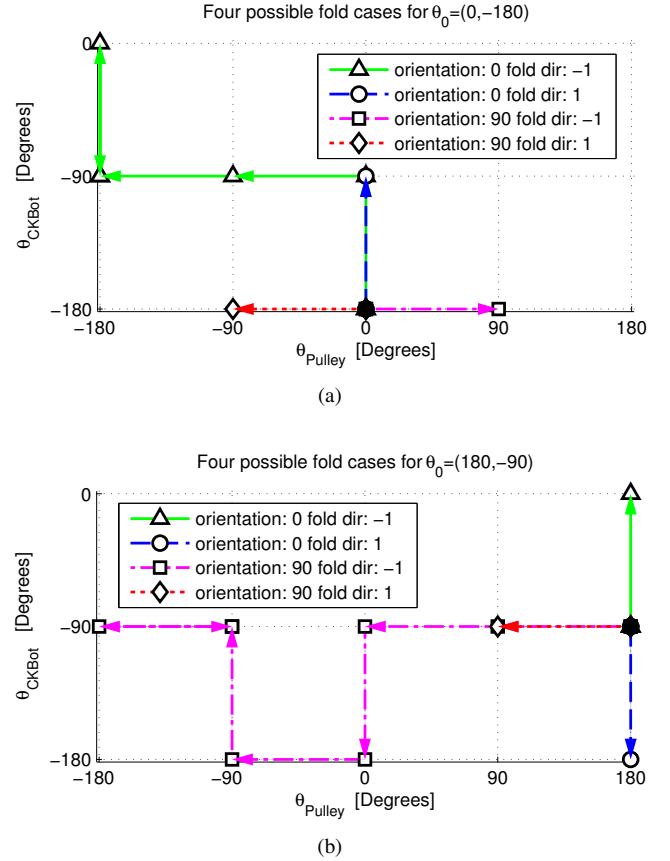 Four possible fold cases for θ0=(0,−180)
0
−90
−180
θCKBot [Degrees]
orientation: 0 fold dir: −1
orientation: 0 fold dir: 1
orientation: 90 fold dir: −1
orientation: 90 fold dir: 1
−180 −90 0 90 180
θPulley [Degrees]
(a)
Four possible fold cases for θ0=(180,−90)
0
−90
−180
θCKBot [Degrees]
orientation: 0 fold dir: −1
orientation: 0 fold dir: 1
orientation: 90 fold dir: −1
orientation: 90 fold dir: 1
−180 −90 0 90 180
θPulley [Degrees]
(b)